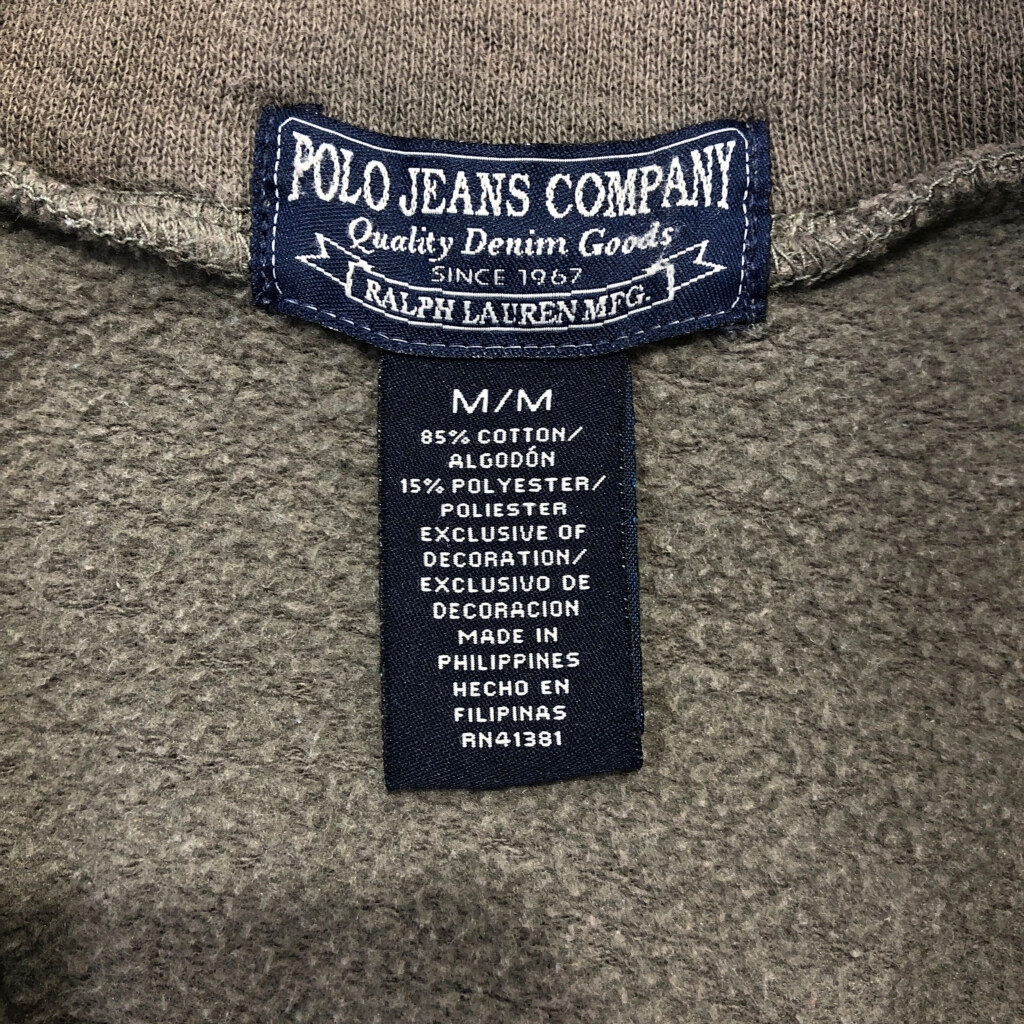 POLO JEANS COMPANY
Quality Denim Goods
SINCE 1967
RALPH LAUREN MFG.
M/M
85% COTTON/
ALGODÓN
15% POLYESTER/
POLIESTER
EXCLUSIVE OF
DECORATION/
EXCLUSIVO DE
DECORACION
MADE IN
PHILIPPINES
HECHO EN
FILIPINAS
RN41381